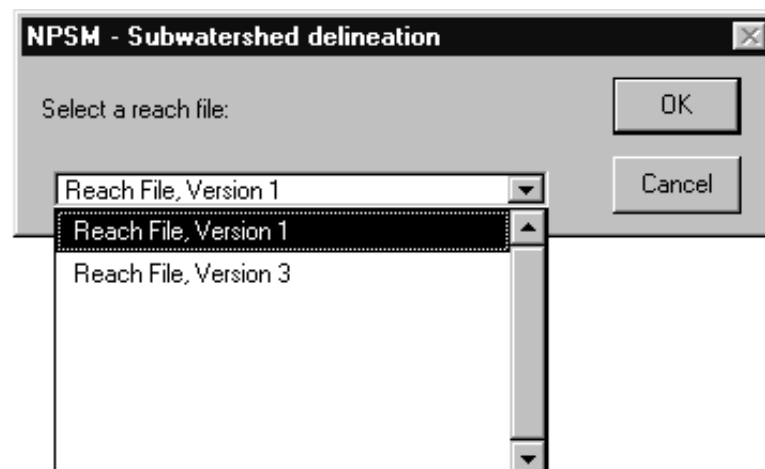 NPSM - Subwatershed delineation
Select a reach file:
OK
Reach File, Version 1
Cancel
Reach File, Version 1
Reach File, Version 3